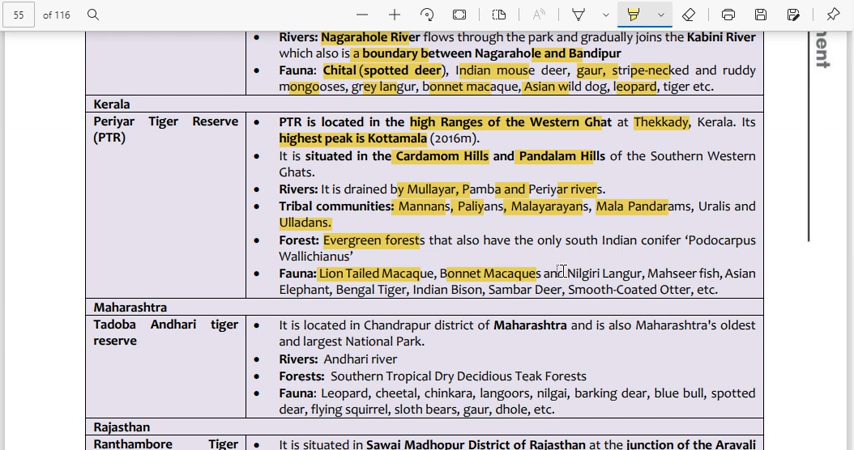 55 of 116
Rivers: Nagarahole River flows through the park and gradually joins the Kabini River
which also is a boundary between Nagarahole and Bandipur
Fauna: Chital (spotted deer), Indian mouse deer, gaur, stripe-necked and ruddy
mongooses, grey langur, bonnet macaque, Asian wild dog, leopard, tiger etc.
Kerala
Periyar Tiger Reserve
(PTR)
PTR is located in the high Ranges of the Western Ghat at Thekkady, Kerala. Its
highest peak is Kottamala (2016m).
It is situated in the Cardamom Hills and Pandalam Hills of the Southern Western
Ghats.
Rivers: It is drained by Mullayar, Pamba and Periyar rivers.
Tribal communities: Mannans, Paliyans, Malayarayans, Mala Pandarams, Uralis and
Ulladans.
Forest: Evergreen forests that also have the only south Indian conifer ‘Podocarpus
Wallichianus’
Fauna: Lion Tailed Macaque, Bonnet Macaques and Nilgiri Langur, Mahseer fish, Asian
Elephant, Bengal Tiger, Indian Bison, Sambar Deer, Smooth-Coated Otter, etc.
Maharashtra
Tadoba Andhari tiger
reserve
It is located in Chandrapur district of Maharashtra and is also Maharashtra's oldest
and largest National Park.
Rivers: Andhari river
Forests: Southern Tropical Dry Decidious Teak Forests
Fauna: Leopard, cheetal, chinkara, langoors, nilgai, barking deer, blue bull, spotted
deer, flying squirrel, sloth bears, gaur, dhole, etc.
Rajasthan
Ranthambore Tiger
It is situated in Sawai Madhopur District of Rajasthan at the junction of the Aravali
ment